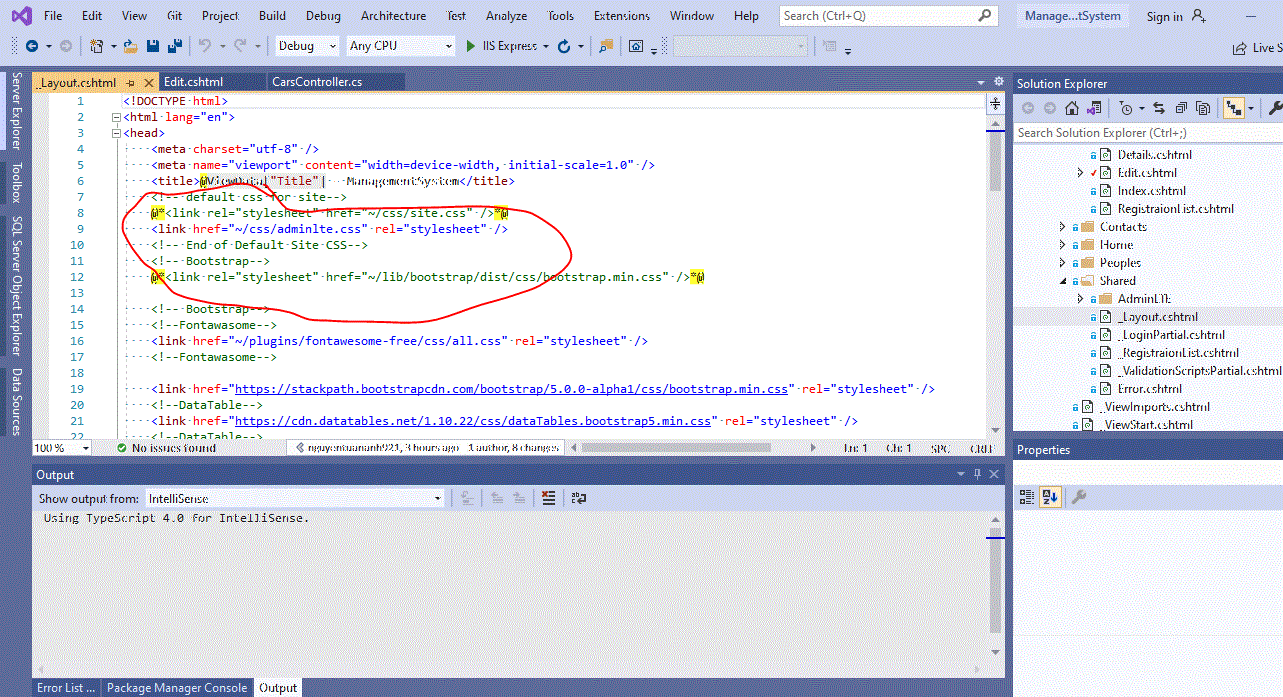 File Edit View Git Project Build Debug Architecture Test Analyze Tools Extensions Window Help Search (Ctrl+Q) Manage...tSystem Sign in
Debug Any CPU IIS Express Live S
_Layout.cshtml Edit.cshtml CarsController.cs
1 <!DOCTYPE html>
2 <html lang="en">
3 <head>
4 <meta charset="utf-8" />
5 <meta name="viewport" content="width=device-width, initial-scale=1.0" />
6 <title>@ViewData["Title"] - ManagementSystem</title>
7 <!-- default css for site-->
8 @*<link rel="stylesheet" href="~/css/site.css" />*@
9 <link href="~/css/adminlte.css" rel="stylesheet" />
10 <!-- End of Default Site CSS-->
11 <!-- Bootstrap-->
12 @*<link rel="stylesheet" href="~/lib/bootstrap/dist/css/bootstrap.min.css" />*@
13
14 <!-- Bootstrap-->
15 <!--Fontawasome-->
16 <link href="~/plugins/fontawesome-free/css/all.css" rel="stylesheet" />
17 <!--Fontawasome-->
18
19 <link href="https://stackpath.bootstrapcdn.com/bootstrap/5.0.0-alpha1/css/bootstrap.min.css" rel="stylesheet" />
20 <!--DataTable-->
21 <link href="https://cdn.datatables.net/1.10.22/css/dataTables.bootstrap5.min.css" rel="stylesheet" />
22 <!--DataTable-->
100 % No issues found nguyentuananh921, 3 hours ago 1 author, 8 changes Ln: 1 Ch: 1 SPC CRLF
Server Explorer
Toolbox
SQL Server Object Explorer
Data Sources
Output
Show output from: IntelliSense
Using TypeScript 4.0 for IntelliSense.
Error List ... Package Manager Console Output
Solution Explorer
Search Solution Explorer (Ctrl+;)
Details.cshtml
Edit.cshtml
Index.cshtml
RegistraionList.cshtml
Contacts
Home
Peoples
Shared
AdminLTE
_Layout.cshtml
_LoginPartial.cshtml
_RegistraionList.cshtml
_ValidationScriptsPartial.cshtml
Error.cshtml
_ViewImports.cshtml
_ViewStart.cshtml
Properties